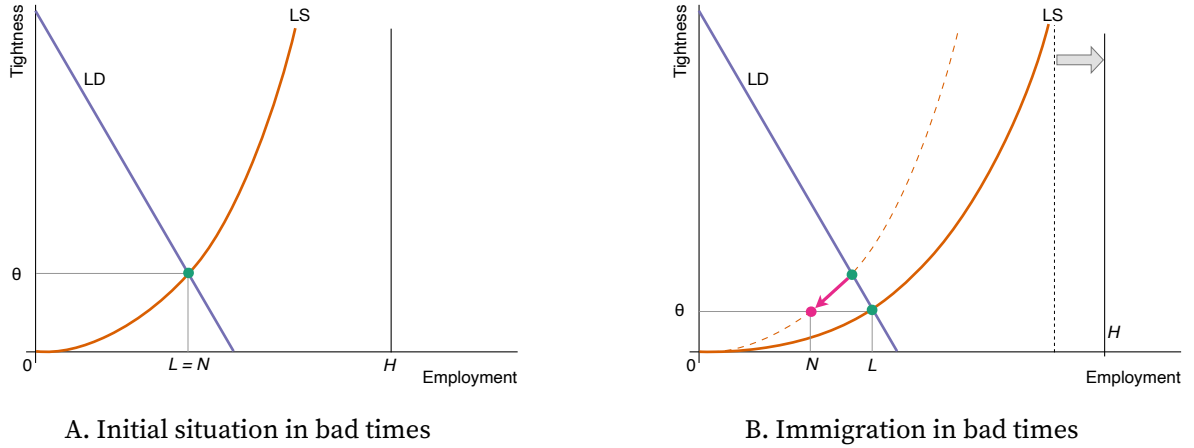 Tightness
LS
LD
θ
0
L = N
H
Employment
A. Initial situation in bad times
Tightness
LS
LD
θ
H
0
N
L
Employment
B. Immigration in bad times